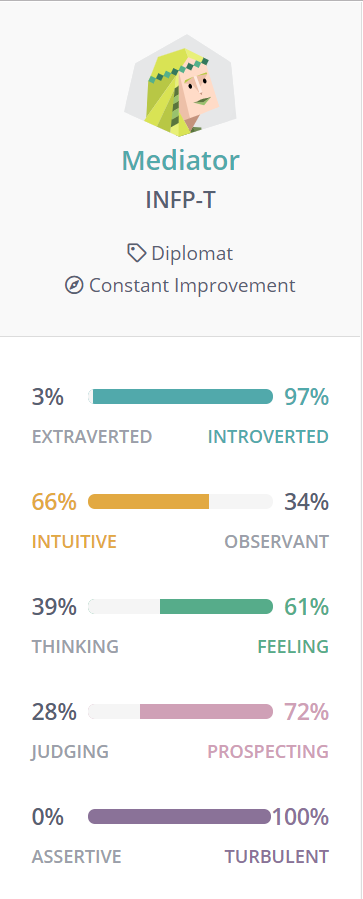 Mediator
INFP-T
Diplomat
Constant Improvement
3% 97%
EXTRAVERTED INTROVERTED
66% 34%
INTUITIVE OBSERVANT
39% 61%
THINKING FEELING
28% 72%
JUDGING PROSPECTING
0% 100%
ASSERTIVE TURBULENT